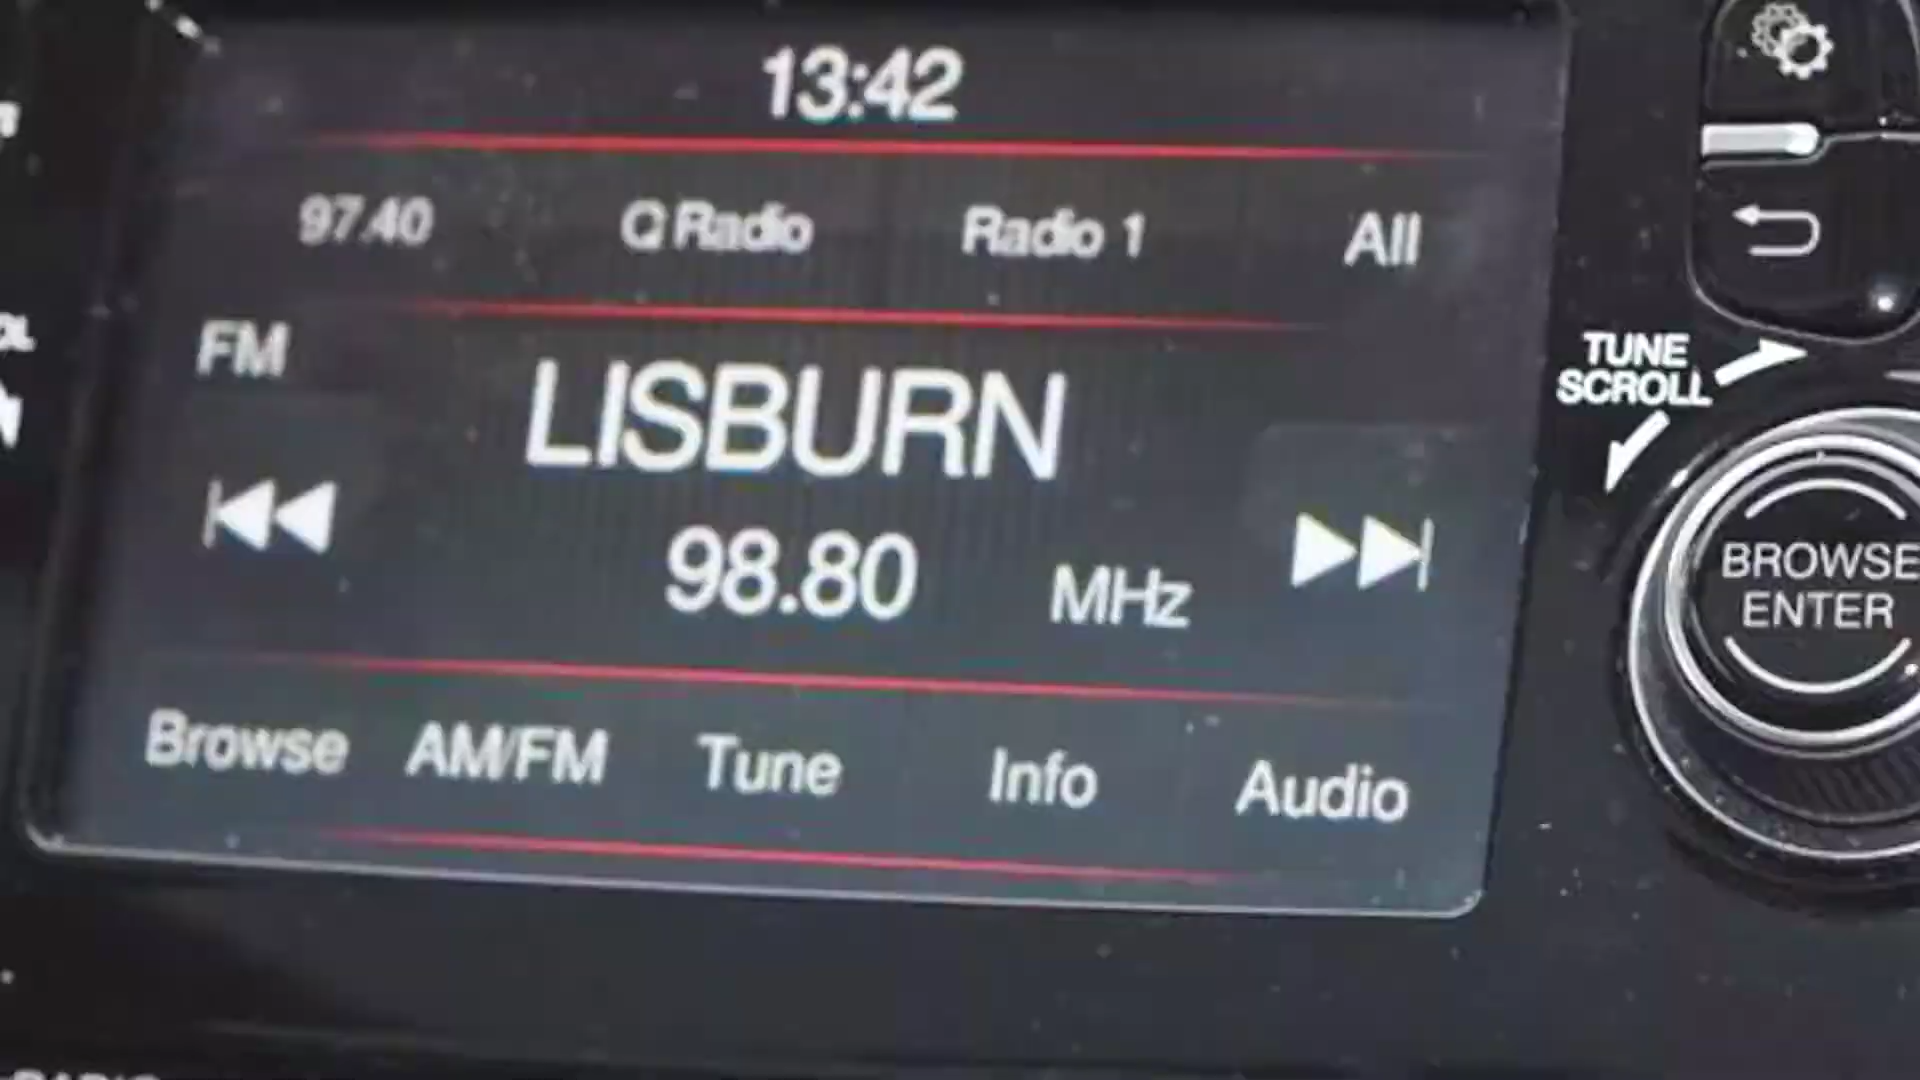 13:42
97.40 Q Radio Radio 1 All
FM
LISBURN
98.80 MHz
Browse AM/FM Tune Info Audio
TUNE
SCROLL
BROWSE
ENTER